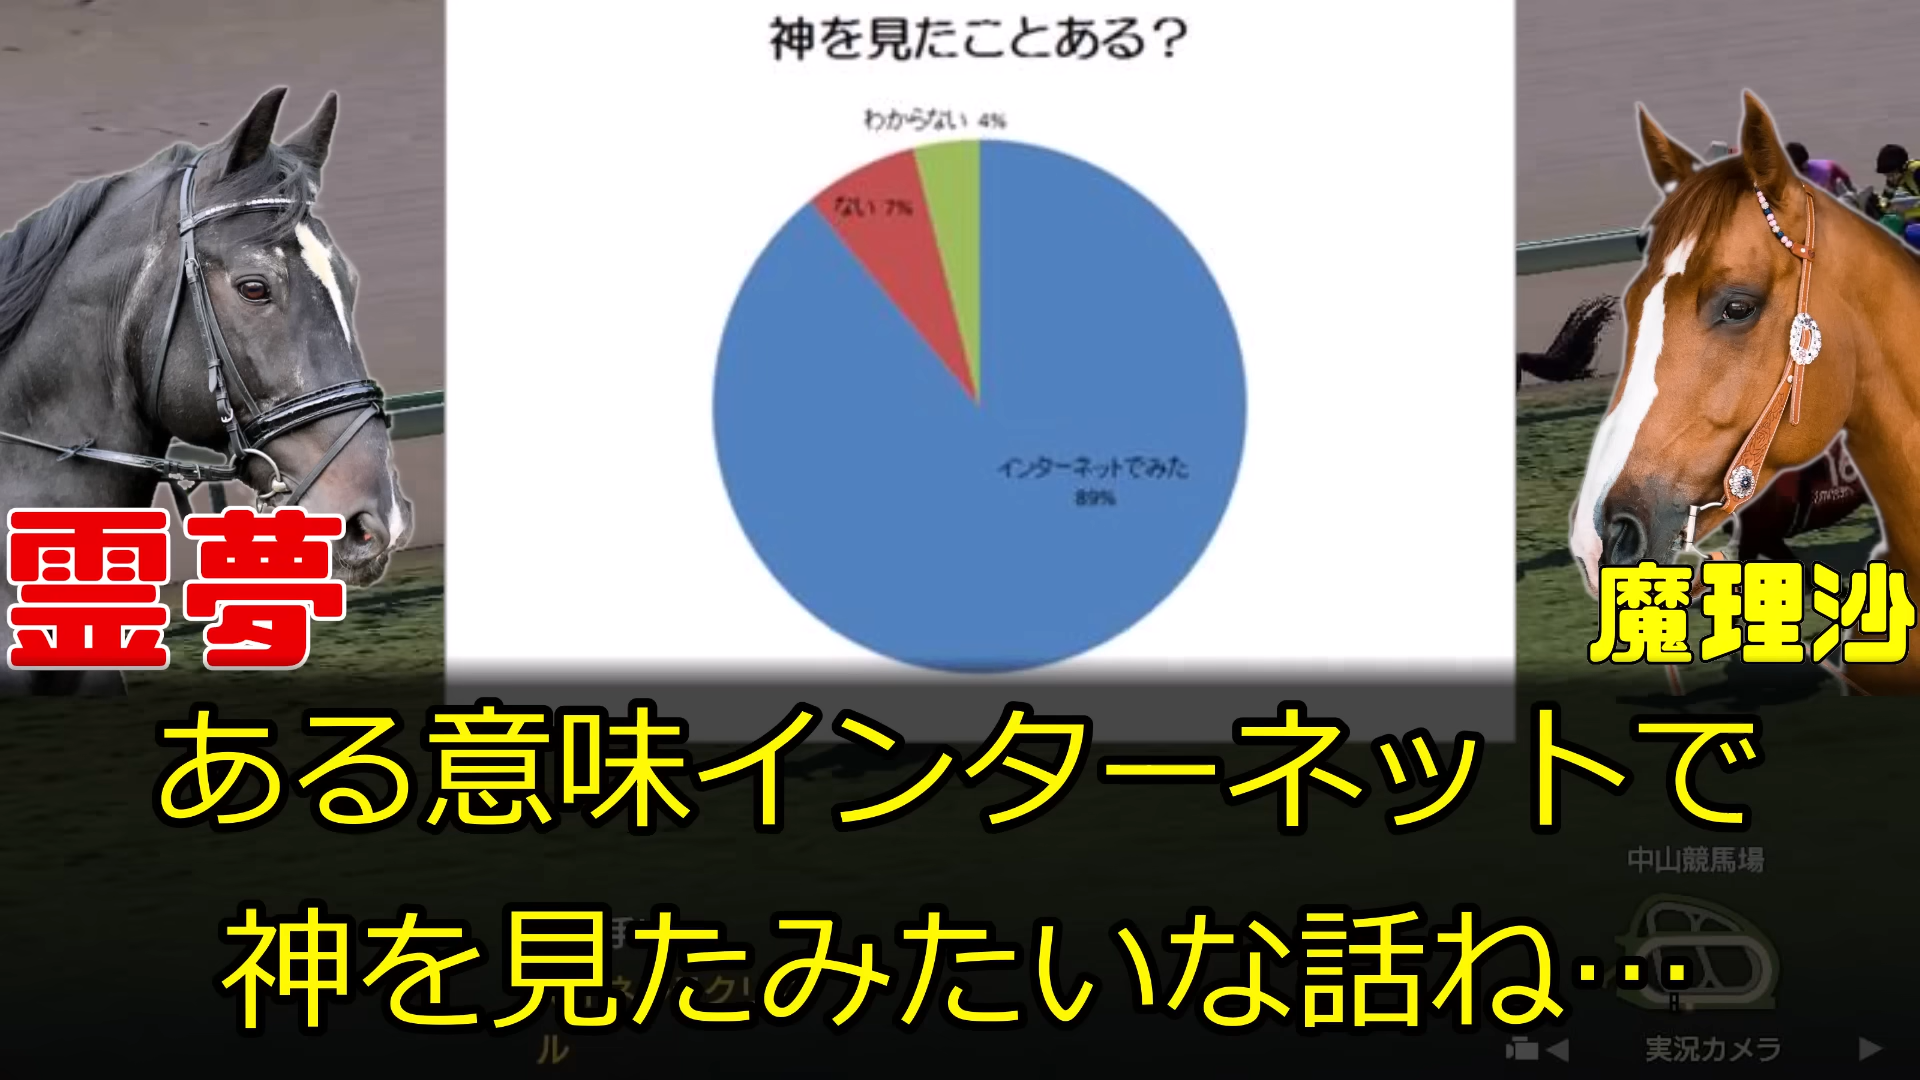 神を見たことある？
わからない 4%
ない 7%
インターネットでみた
89%
霊夢
魔理沙
ある意味インターネットで
神を見たみたいな話ね…
中山競馬場
ル
実況カメラ